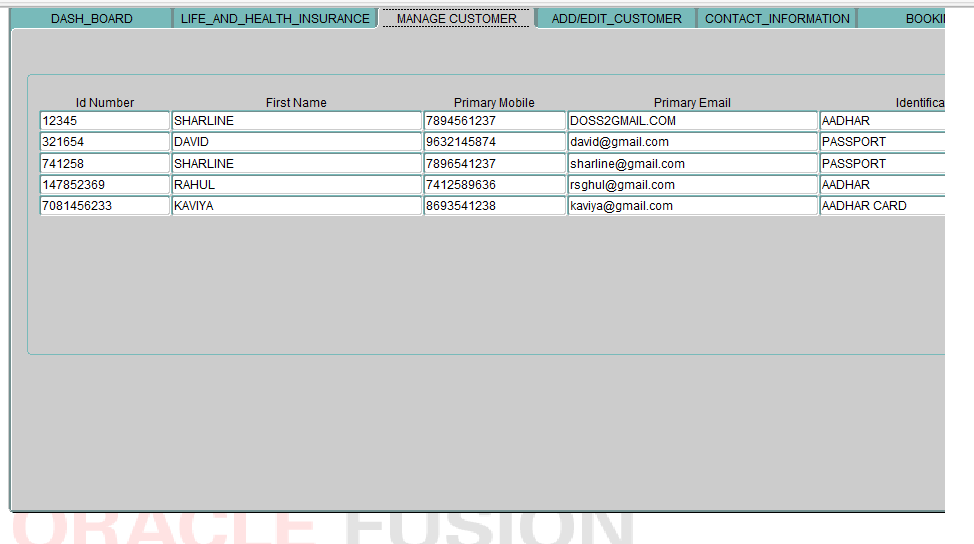 DASH_BOARD LIFE_AND_HEALTH_INSURANCE MANAGE CUSTOMER ADD/EDIT_CUSTOMER CONTACT_INFORMATION BOOKI
Id Number First Name Primary Mobile Primary Email Identifica
12345 SHARLINE 7894561237 DOSS2GMAIL.COM AADHAR
321654 DAVID 9632145874 david@gmail.com PASSPORT
741258 SHARLINE 7896541237 sharline@gmail.com PASSPORT
147852369 RAHUL 7412589636 rsghul@gmail.com AADHAR
7081456233 KAVIYA 8693541238 kaviya@gmail.com AADHAR CARD
ORACLE FUSION